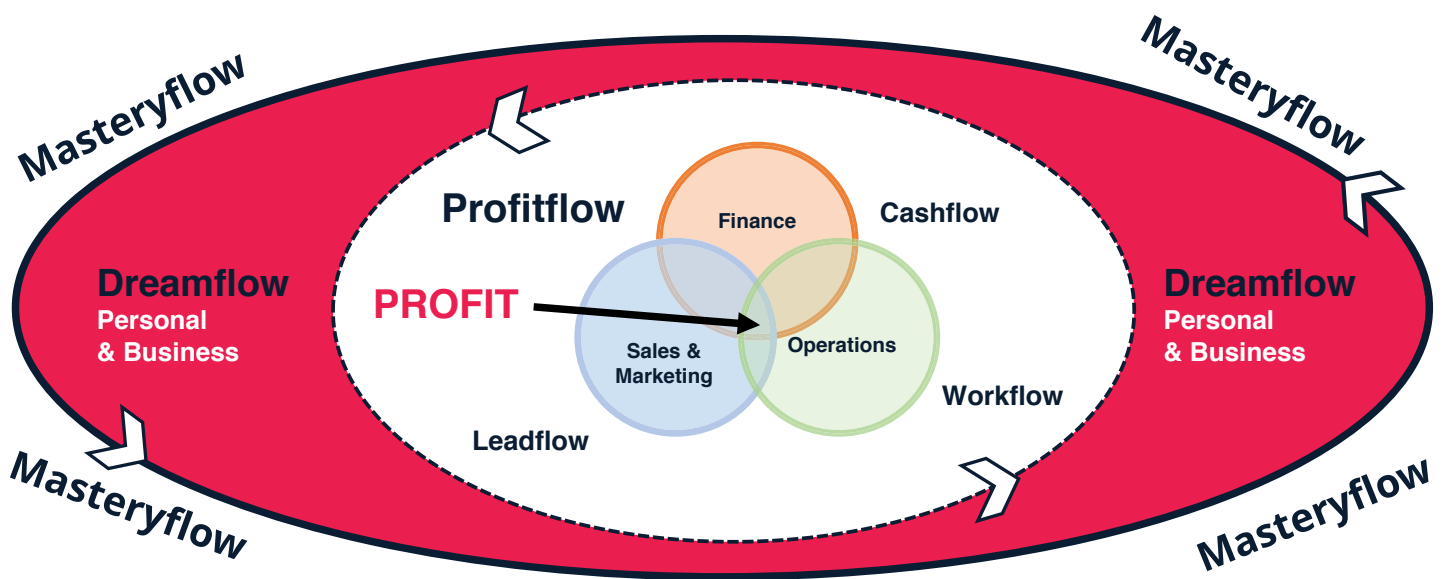 Masteryflow
Masteryflow
Profitflow
Finance
Cashflow
Dreamflow
Personal
& Business
PROFIT
Dreamflow
Personal
& Business
Sales &
Marketing
Operations
Workflow
Leadflow
Masteryflow
Masteryflow